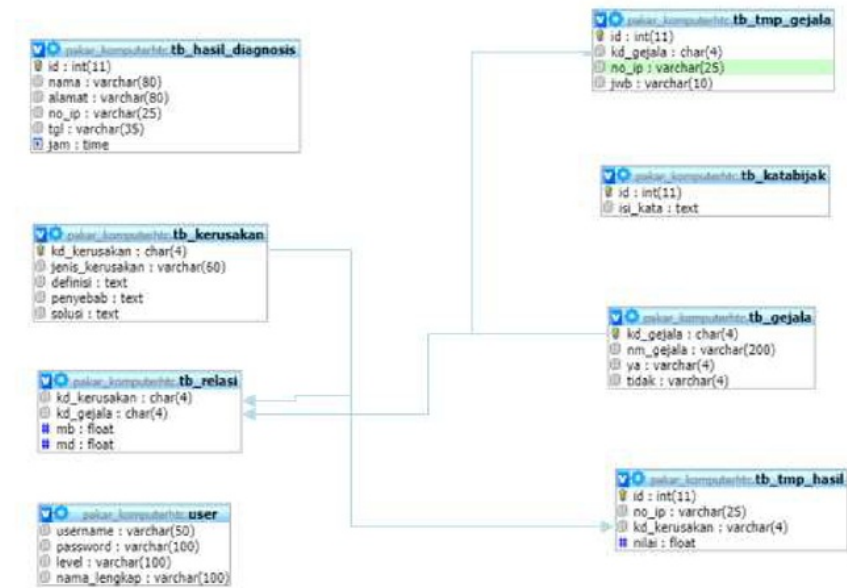 pakar_komputerhtc.tb_hasil_diagnosis
id : int(11)
nama : varchar(80)
alamat : varchar(80)
no_ip : varchar(25)
tgl : varchar(35)
jam : time
pakar_komputerhtc.tb_kerusakan
kd_kerusakan : char(4)
jenis_kerusakan : varchar(60)
definisi : text
penyebab : text
solusi : text
pakar_komputerhtc.tb_relasi
kd_kerusakan : char(4)
kd_gejala : char(4)
mb : float
md : float
pakar_komputerhtc.user
username : varchar(50)
password : varchar(100)
level : varchar(100)
nama_lengkap : varchar(100)
pakar_komputerhtc.tb_tmp_gejala
id : int(11)
kd_gejala : char(4)
no_ip : varchar(25)
jwb : varchar(10)
pakar_komputerhtc.tb_katabijak
id : int(11)
isi_kata : text
pakar_komputerhtc.tb_gejala
kd_gejala : char(4)
nm_gejala : varchar(200)
ya : varchar(4)
tidak : varchar(4)
pakar_komputerhtc.tb_tmp_hasil
id : int(11)
no_ip : varchar(25)
kd_kerusakan : varchar(4)
nilai : float